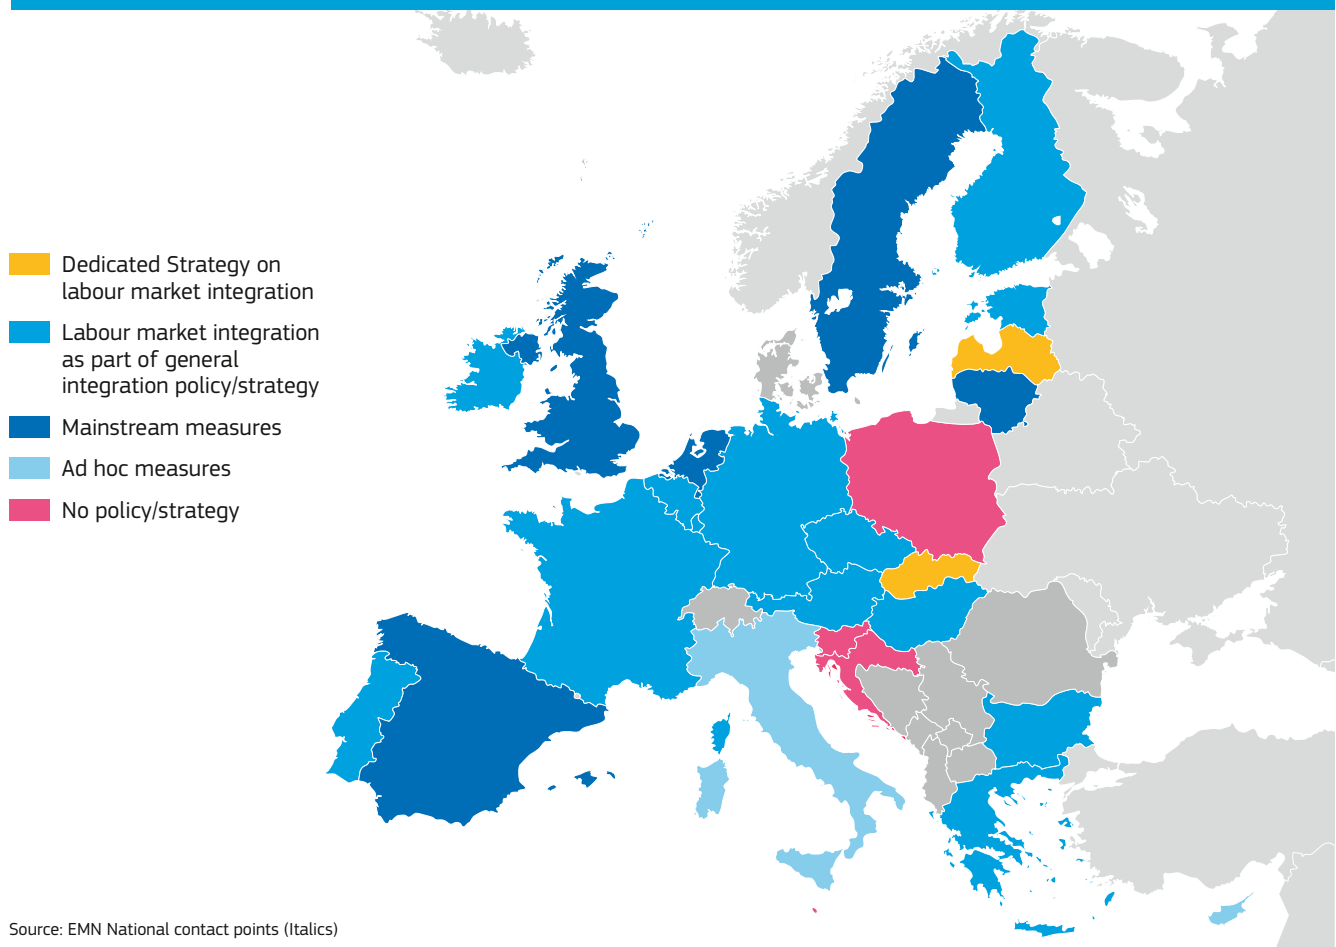 Dedicated Strategy on
labour market integration
Labour market integration
as part of general
integration policy/strategy
Mainstream measures
Ad hoc measures
No policy/strategy
Source: EMN National contact points (Italics)